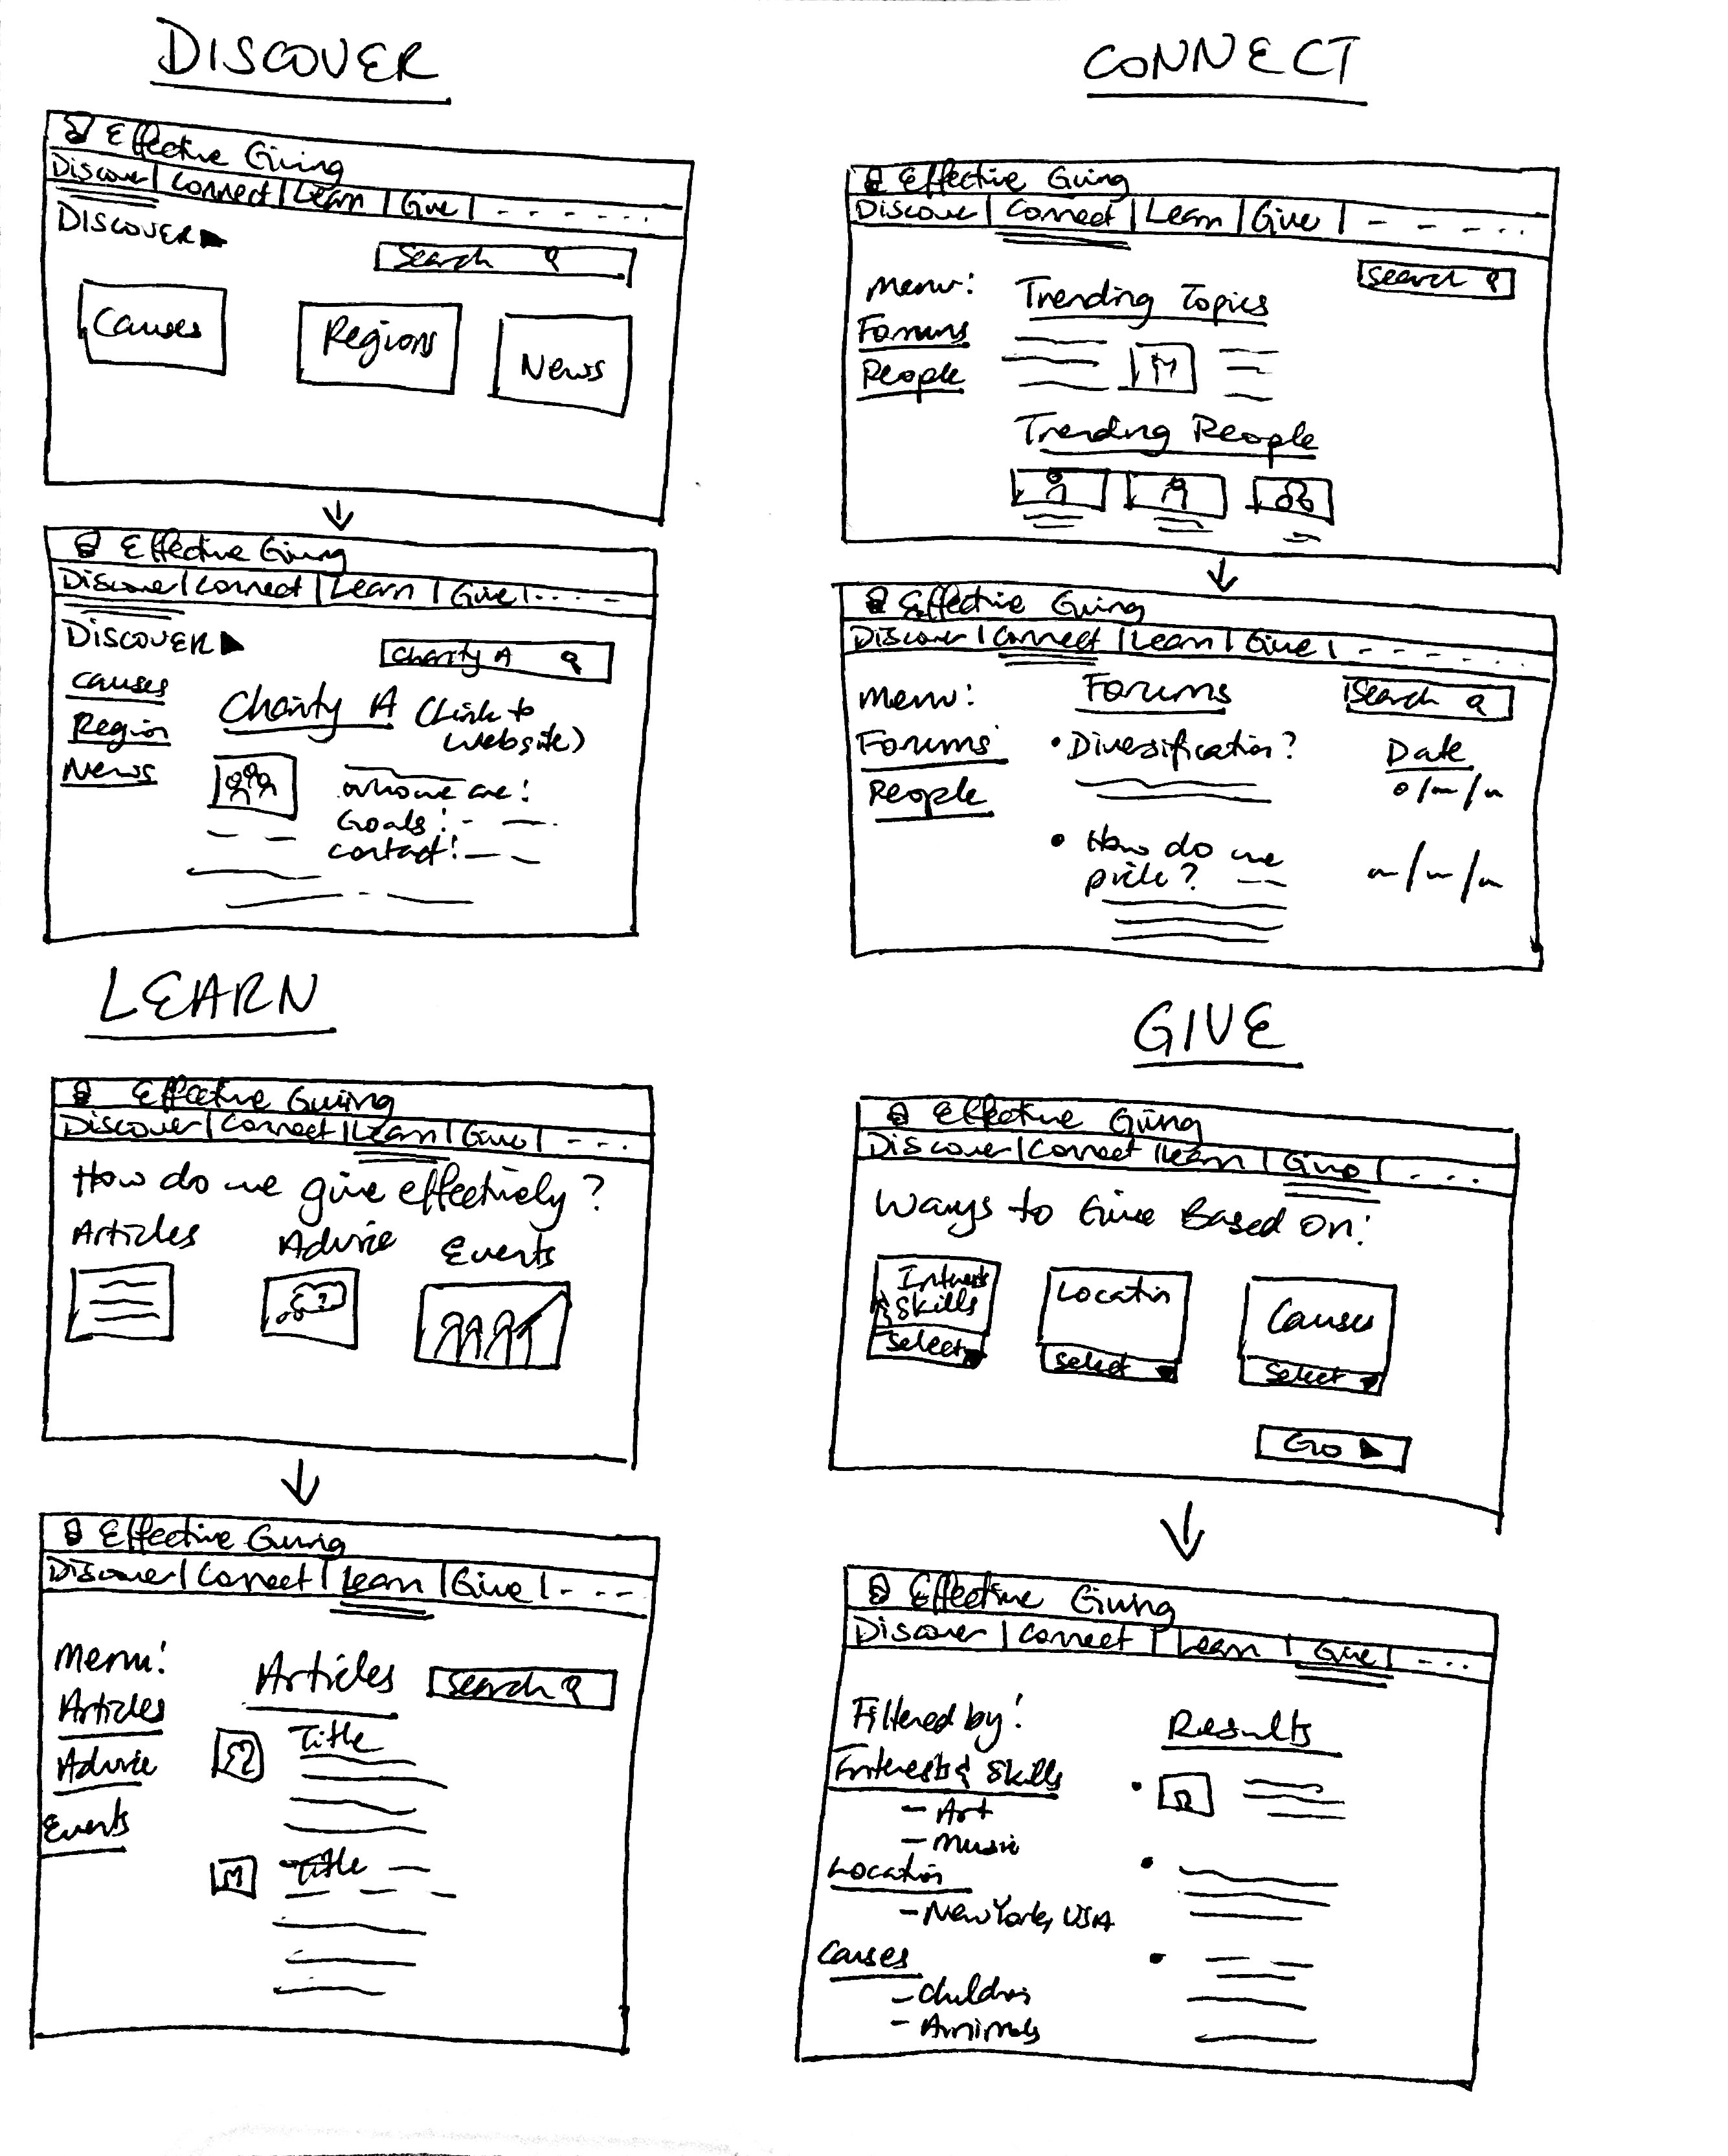 DISCOVER
Effective Giving
Discover | Connect | Learn | Give |
DISCOVER
Search
Causes
Regions
News
Effective Giving
Discover | Connect | Learn | Give |
DISCOVER
Charity A
Causes
Region
News
Charity A (Link to
website)
who we are:
Goals:
Contact:
CONNECT
Effective Giving
Discover | Connect | Learn | Give |
Search
Menu:
Forums
People
Trending Topics
Trending People
Effective Giving
Discover | Connect | Learn | Give |
Menu:
Forums
People
Forums
Search
• Diversification?
Date
• How do we
pick?
LEARN
Effective Giving
Discover | Connect | Learn | Give |
How do we give effectively?
Articles
Advice
Events
Effective Giving
Discover | Connect | Learn | Give |
Menu:
Articles
Advice
Events
Articles
Search
Title
Title
GIVE
Effective Giving
Discover | Connect | Learn | Give |
Ways to Give Based On:
Interests
& Skills
Select
Location
Select
Causes
Select
Go
Effective Giving
Discover | Connect | Learn | Give |
Filtered by:
Interests & Skills
- Art
- Music
Location
- New York, USA
Causes
- Children
- Animals
Results